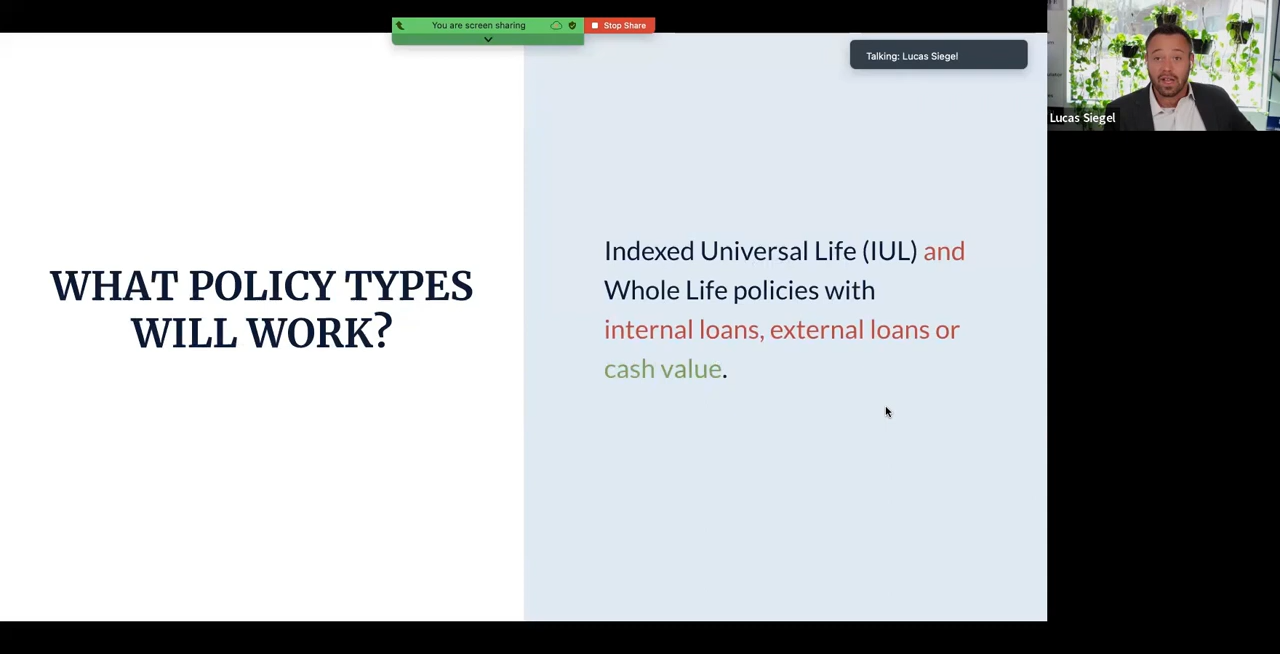 You are screen sharing
Stop Share
Talking: Lucas Siegel
Lucas Siegel
WHAT POLICY TYPES
WILL WORK?
Indexed Universal Life (IUL) and
Whole Life policies with
internal loans, external loans or
cash value.